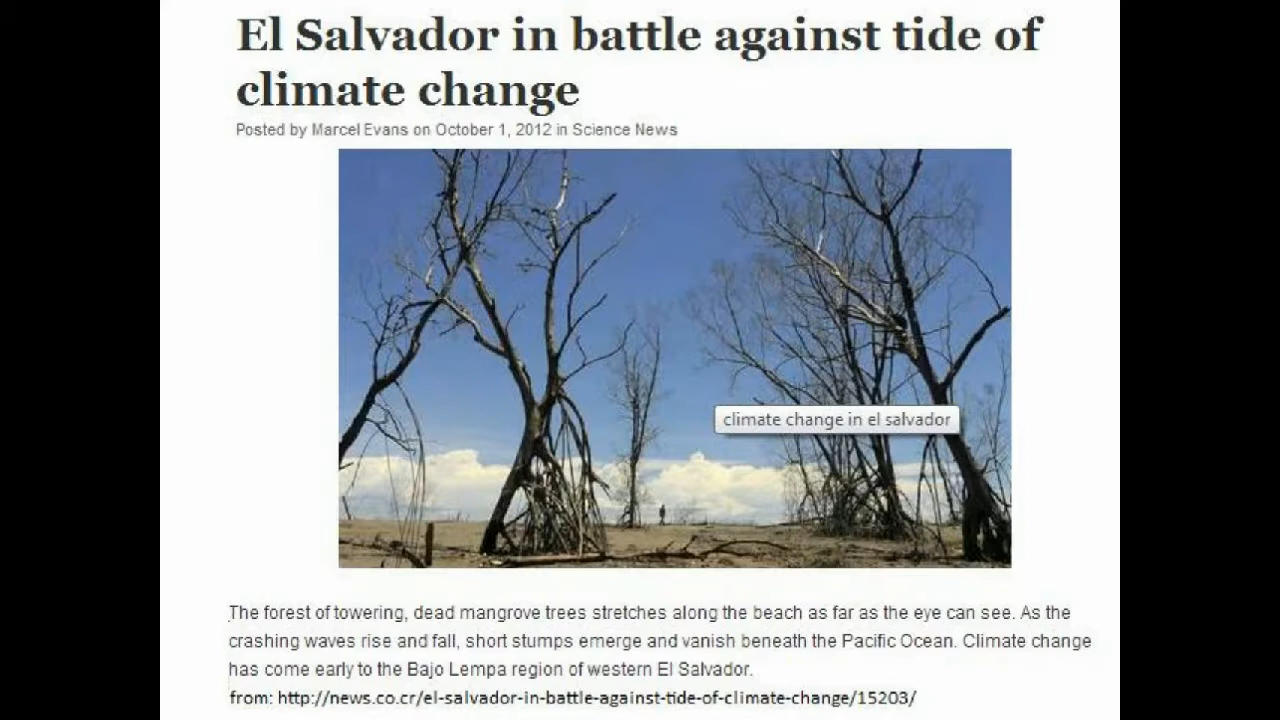 El Salvador in battle against tide of
climate change
Posted by Marcel Evans on October 1, 2012 in Science News
climate change in el salvador
The forest of towering, dead mangrove trees stretches along the beach as far as the eye can see. As the
crashing waves rise and fall, short stumps emerge and vanish beneath the Pacific Ocean. Climate change
has come early to the Bajo Lempa region of western El Salvador.
from: http://news.co.cr/el-salvador-in-battle-against-tide-of-climate-change/15203/